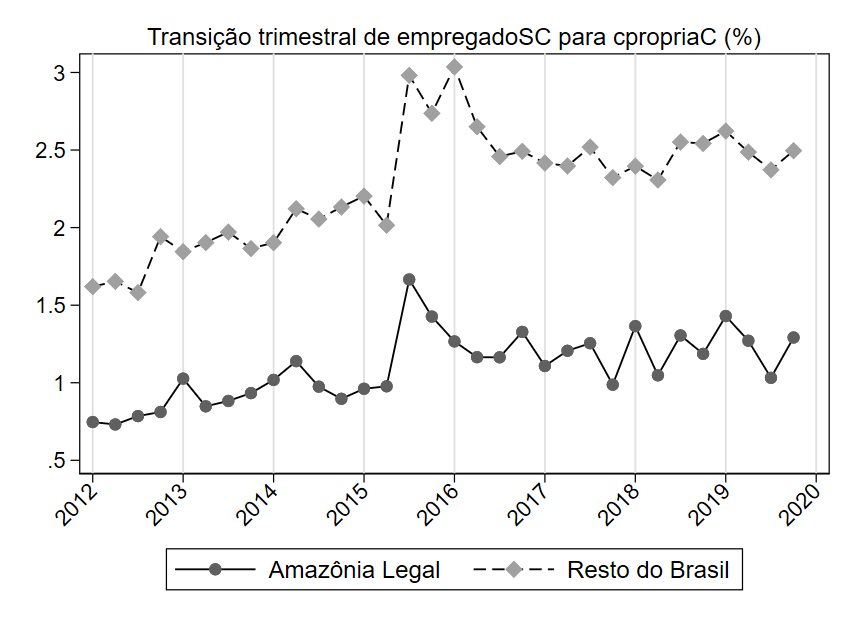 Transição trimestral de empregadoSC para cpropriaC (%)
3
2.5
2
1.5
1
.5
2012 2013 2014 2015 2016 2017 2018 2019 2020
Amazônia Legal Resto do Brasil